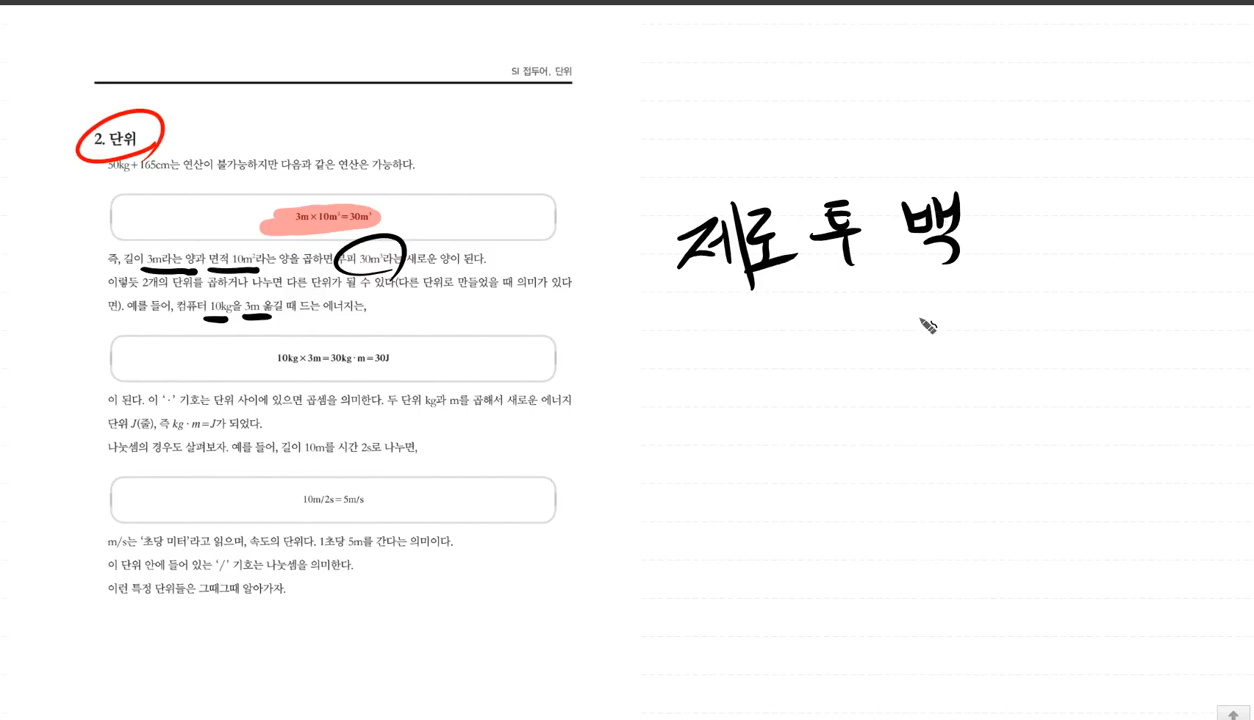 SI 접두어, 단위
2. 단위
50kg+165cm는 연산이 불가능하지만 다음과 같은 연산은 가능하다.
3m×10m²=30m³
즉, 길이 3m라는 양과 면적 10m²라는 양을 곱하면 부피 30m³라는 새로운 양이 된다.
이렇듯 2개의 단위를 곱하거나 나누면 다른 단위가 될 수 있다(다른 단위로 만들었을 때 의미가 있다
면). 예를 들어, 컴퓨터 10kg을 3m 옮길 때 드는 에너지는,
10kg×3m=30kg·m=30J
이 된다. 이 ‘·’ 기호는 단위 사이에 있으면 곱셈을 의미한다. 두 단위 kg과 m를 곱해서 새로운 에너지
단위 J(줄), 즉 kg·m=J가 되었다.
나눗셈의 경우도 살펴보자. 예를 들어, 길이 10m를 시간 2s로 나누면,
10m/2s=5m/s
m/s는 ‘초당 미터’라고 읽으며, 속도의 단위다. 1초당 5m를 간다는 의미이다.
이 단위 안에 들어 있는 ‘/’ 기호는 나눗셈을 의미한다.
이런 특정 단위들은 그때그때 알아가자.
제로 투 백